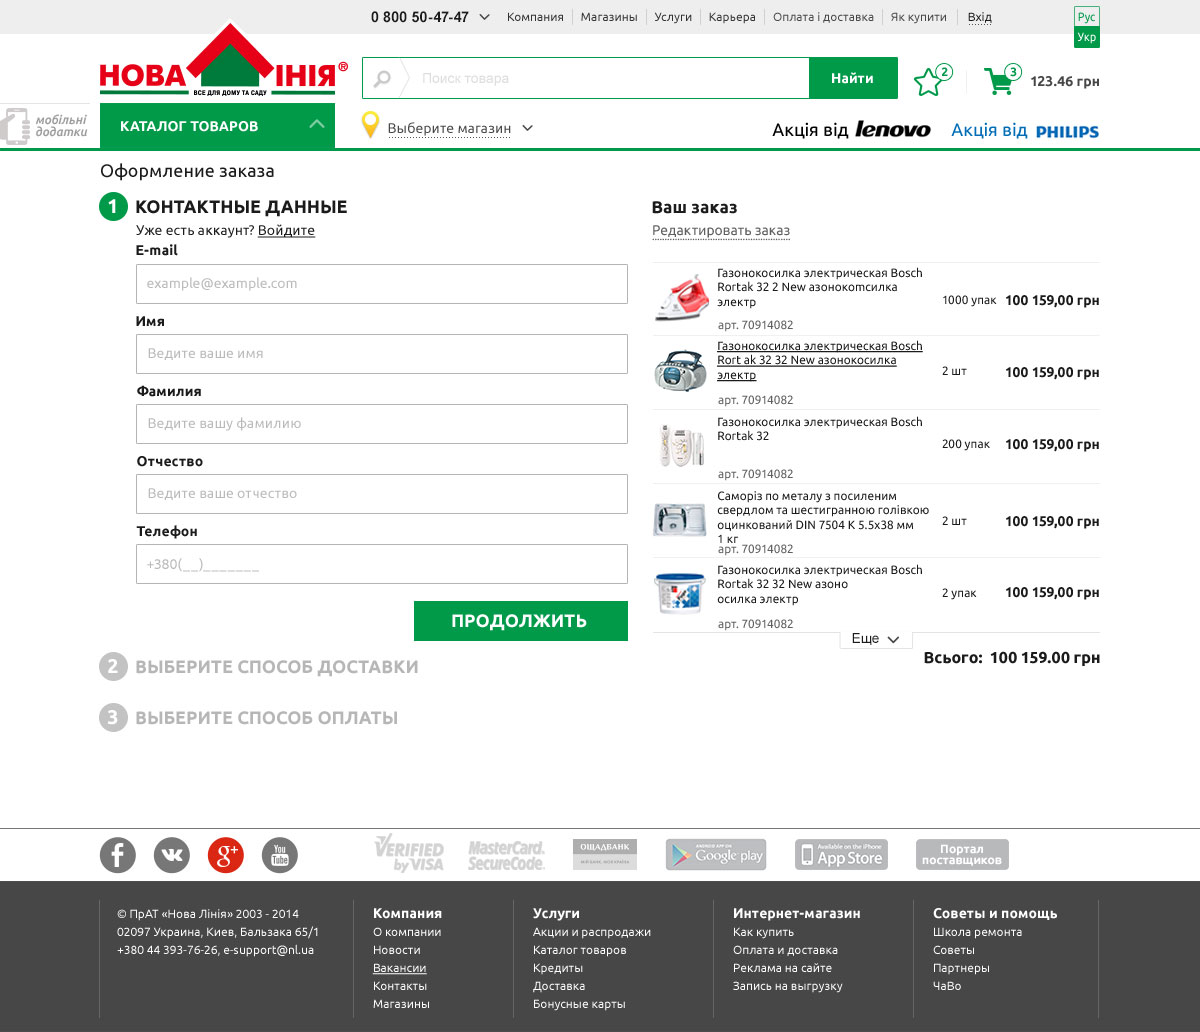 0 800 50-47-47
Компания
Магазины
Услуги
Карьера
Оплата і доставка
Як купити
Вхід
Рус
Укр
НОВА ЛІНІЯ®
ВСЕ ДЛЯ ДОМУ ТА САДУ
Поиск товара
Найти
2
3
123.46 грн
мобільні
додатки
КАТАЛОГ ТОВАРОВ
Выберите магазин
Акція від lenovo
Акція від PHILIPS
Оформление заказа
1 КОНТАКТНЫЕ ДАННЫЕ
Уже есть аккаунт? Войдите
E-mail
example@example.com
Имя
Ведите ваше имя
Фамилия
Ведите вашу фамилию
Отчество
Ведите ваше отчество
Телефон
+380(__)_______
ПРОДОЛЖИТЬ
2 ВЫБЕРИТЕ СПОСОБ ДОСТАВКИ
3 ВЫБЕРИТЕ СПОСОБ ОПЛАТЫ
Ваш заказ
Редактировать заказ
Газонокосилка электрическая Bosch
Rortak 32 2 New азонокоmсилка
электр
арт. 70914082
1000 упак
100 159,00 грн
Газонокосилка электрическая Bosch
Rort ak 32 32 New азонокосилка
электр
арт. 70914082
2 шт
100 159,00 грн
Газонокосилка электрическая Bosch
Rortak 32
арт. 70914082
200 упак
100 159,00 грн
Саморіз по металу з посиленим
свердлом та шестигранною голівкою
оцинкований DIN 7504 K 5.5x38 мм
1 кг
арт. 70914082
2 шт
100 159,00 грн
Газонокосилка электрическая Bosch
Rortak 32 32 New азоно
осилка электр
арт. 70914082
2 упак
100 159,00 грн
Еще
Всього: 100 159.00 грн
You
Tube
VERIFIED
by VISA
MasterCard.
SecureCode.
ОЩАДБАНК
ANDROID APP ON
Google play
Available on the iPhone
App Store
Портал
поставщиков
© ПрАТ «Нова Лінія» 2003 - 2014
02097 Украина, Киев, Бальзака 65/1
+380 44 393-76-26, e-support@nl.ua
Компания
О компании
Новости
Вакансии
Контакты
Магазины
Услуги
Акции и распродажи
Каталог товаров
Кредиты
Доставка
Бонусные карты
Интернет-магазин
Как купить
Оплата и доставка
Реклама на сайте
Запись на выгрузку
Советы и помощь
Школа ремонта
Советы
Партнеры
ЧаВо